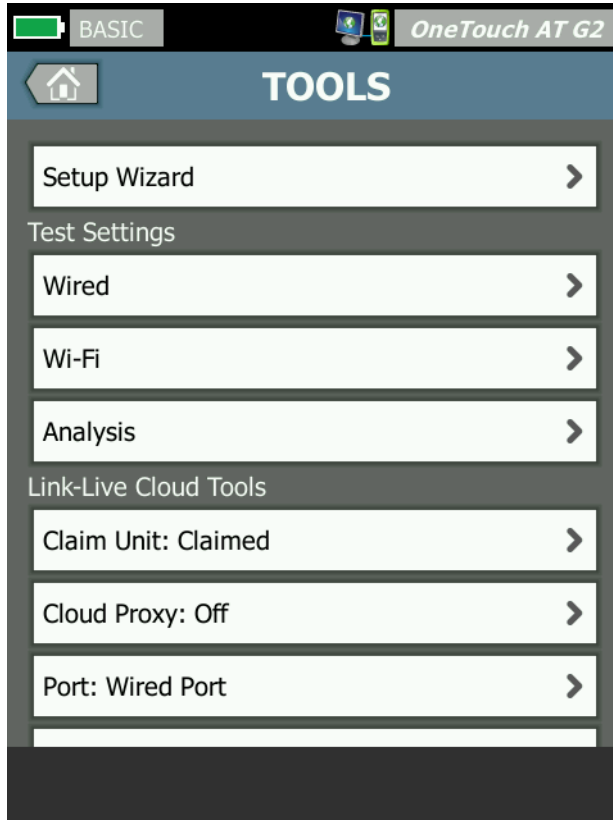 BASIC
OneTouch AT G2
TOOLS
Setup Wizard
Test Settings
Wired
Wi-Fi
Analysis
Link-Live Cloud Tools
Claim Unit: Claimed
Cloud Proxy: Off
Port: Wired Port